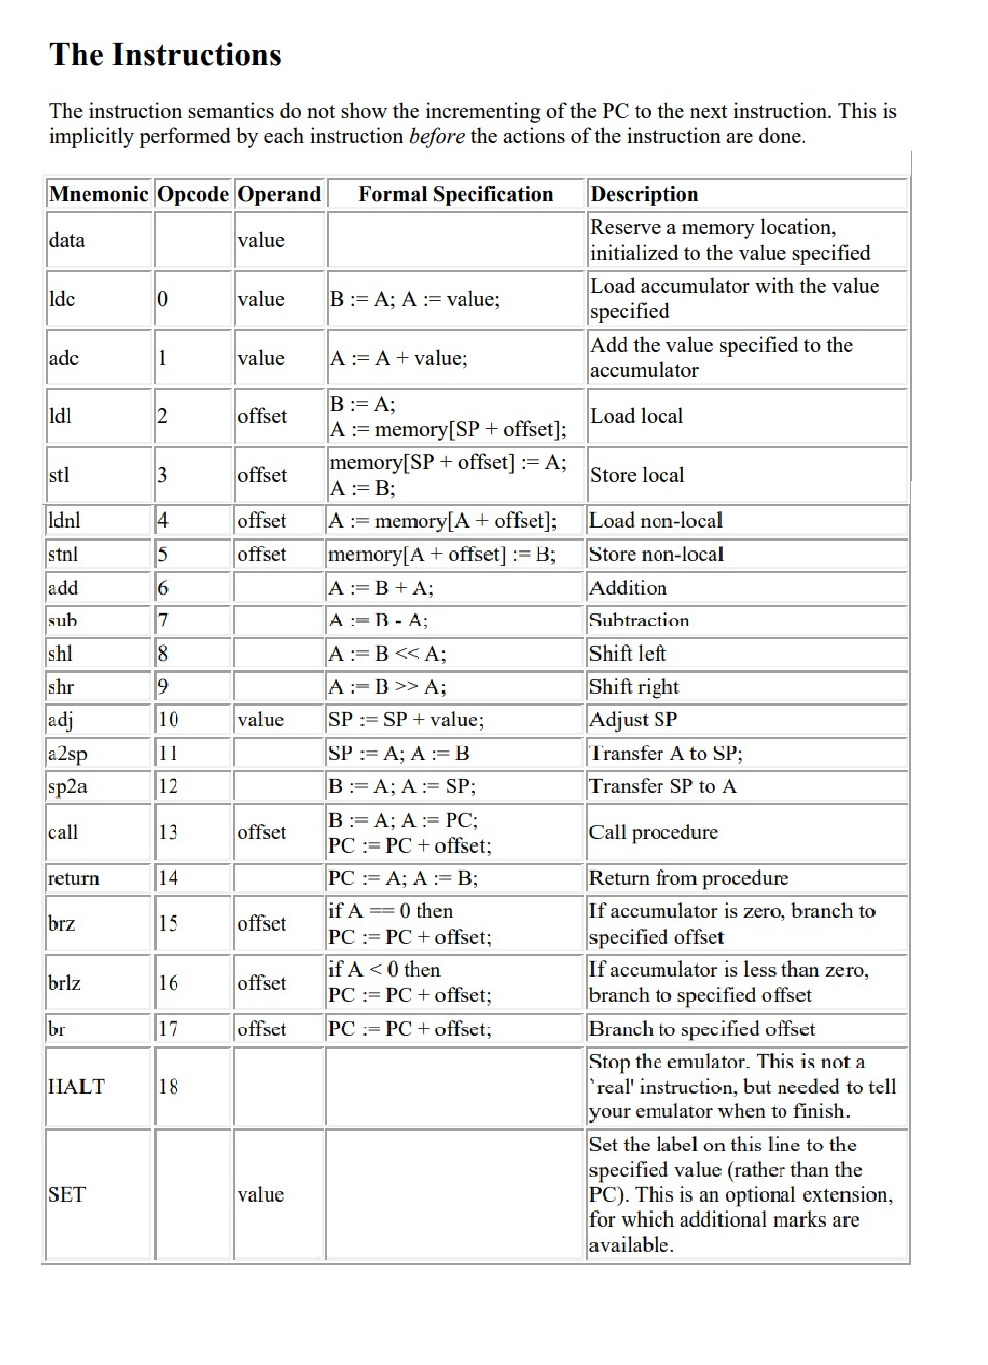 The Instructions
The instruction semantics do not show the incrementing of the PC to the next instruction. This is
implicitly performed by each instruction before the actions of the instruction are done.
Mnemonic Opcode Operand Formal Specification Description
data value Reserve a memory location,
initialized to the value specified
ldc 0 value B := A; A := value; Load accumulator with the value
specified
adc 1 value A := A + value; Add the value specified to the
accumulator
ldl 2 offset B := A;
A := memory[SP + offset]; Load local
stl 3 offset memory[SP + offset] := A;
A := B; Store local
ldnl 4 offset A := memory[A + offset]; Load non-local
stnl 5 offset memory[A + offset] := B; Store non-local
add 6 A := B + A; Addition
sub 7 A := B - A; Subtraction
shl 8 A := B << A; Shift left
shr 9 A := B >> A; Shift right
adj 10 value SP := SP + value; Adjust SP
a2sp 11 SP := A; A := B Transfer A to SP;
sp2a 12 B := A; A := SP; Transfer SP to A
call 13 offset B := A; A := PC;
PC := PC + offset; Call procedure
return 14 PC := A; A := B; Return from procedure
brz 15 offset if A == 0 then
PC := PC + offset; If accumulator is zero, branch to
specified offset
brlz 16 offset if A < 0 then
PC := PC + offset; If accumulator is less than zero,
branch to specified offset
br 17 offset PC := PC + offset; Branch to specified offset
HALT 18 Stop the emulator. This is not a
`real' instruction, but needed to tell
your emulator when to finish.
SET value Set the label on this line to the
specified value (rather than the
PC). This is an optional extension,
for which additional marks are
available.